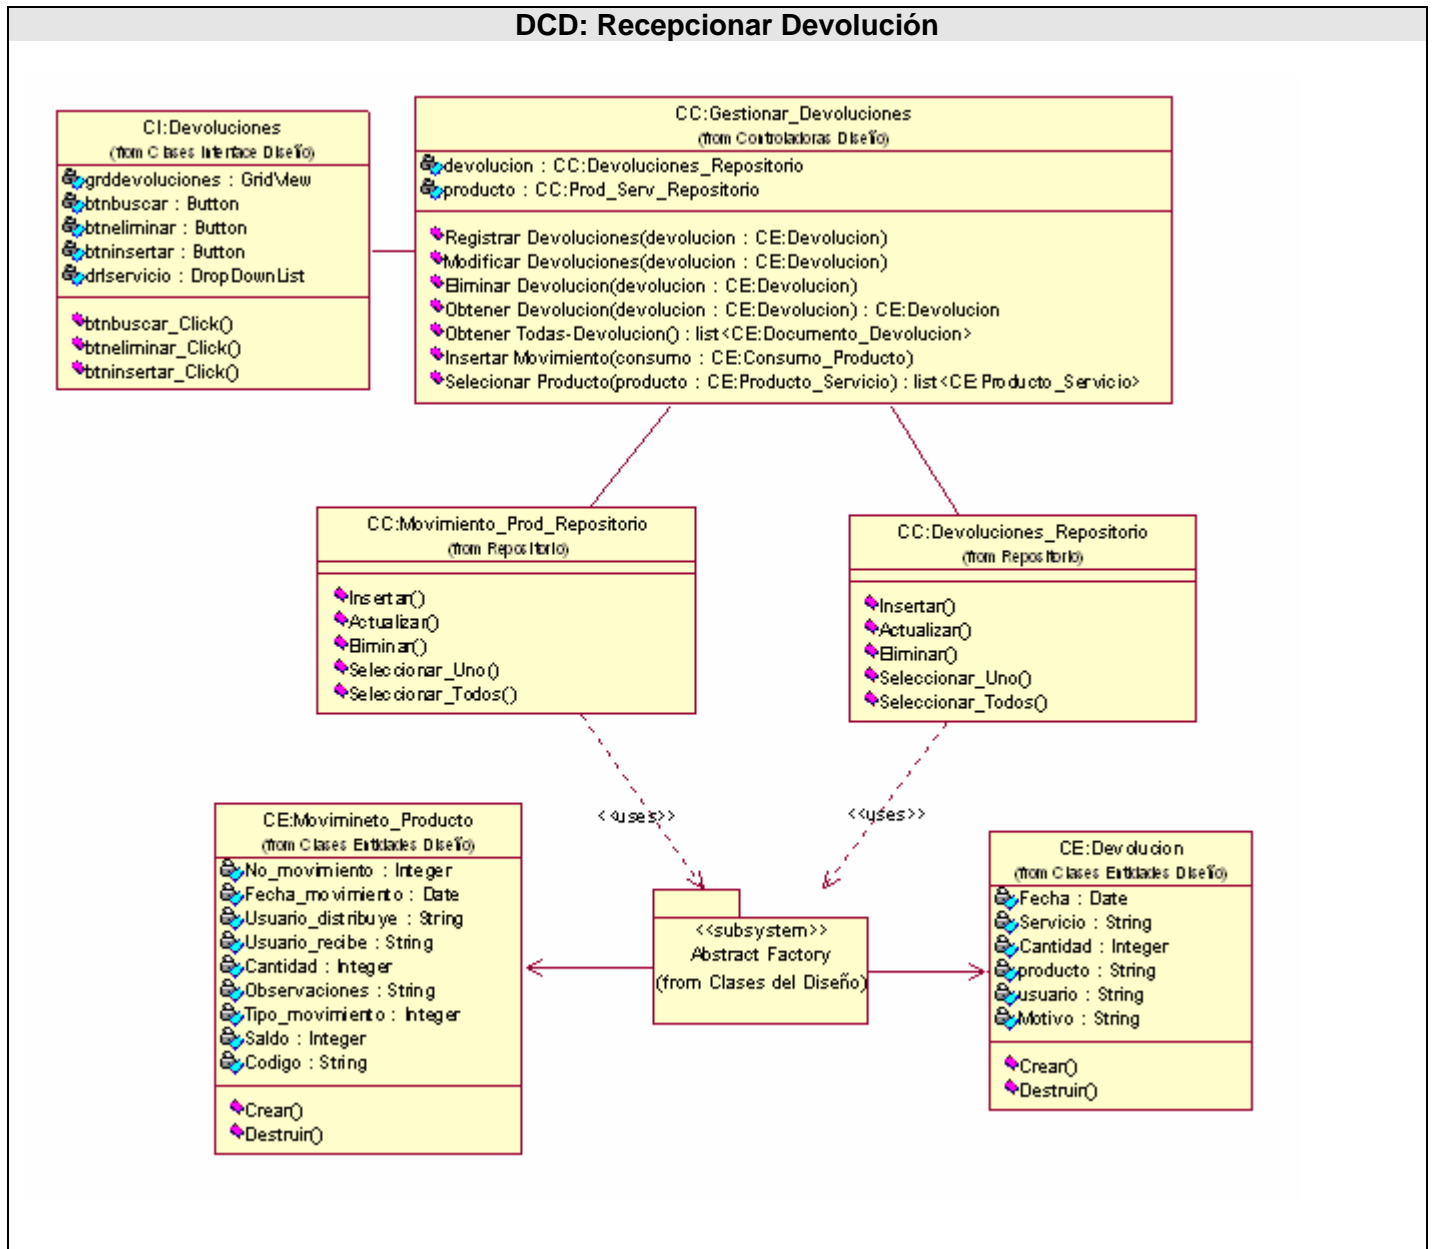 DCD: Recepcionar Devolución
CI:Devoluciones
(from Clases Interface Diseño)
grddevoluciones : GridView
btnbuscar : Button
btneliminar : Button
btninsertar : Button
drlservicio : DropDownList
btnbuscar_Click()
btneliminar_Click()
btninsertar_Click()
CC:Gestionar_Devoluciones
(from Controladoras Diseño)
devolucion : CC:Devoluciones_Repositorio
producto : CC:Prod_Serv_Repositorio
Registrar Devoluciones(devolucion : CE:Devolucion)
Modificar Devoluciones(devolucion : CE:Devolucion)
Eliminar Devolucion(devolucion : CE:Devolucion)
Obtener Devolucion(devolucion : CE:Devolucion) : CE:Devolucion
Obtener Todas-Devolucion() : list<CE:Documento_Devolucion>
Insertar Movimiento(consumo : CE:Consumo_Producto)
Selecionar Producto(producto : CE:Producto_Servicio) : list<CE:Producto_Servicio>
CC:Movimiento_Prod_Repositorio
(from Repositorio)
Insertar()
Actualizar()
Eliminar()
Seleccionar_Uno()
Seleccionar_Todos()
CC:Devoluciones_Repositorio
(from Repositorio)
Insertar()
Actualizar()
Eliminar()
Seleccionar_Uno()
Seleccionar_Todos()
<<uses>>
<<uses>>
CE:Movimineto_Producto
(from Clases Entidades Diseño)
No_movimiento : Integer
Fecha_movimiento : Date
Usuario_distribuye : String
Usuario_recibe : String
Cantidad : Integer
Observaciones : String
Tipo_movimiento : Integer
Saldo : Integer
Codigo : String
Crear()
Destruir()
<<subsystem>>
Abstract Factory
(from Clases del Diseño)
CE:Devolucion
(from Clases Entidades Diseño)
Fecha : Date
Servicio : String
Cantidad : Integer
producto : String
usuario : String
Motivo : String
Crear()
Destruir()